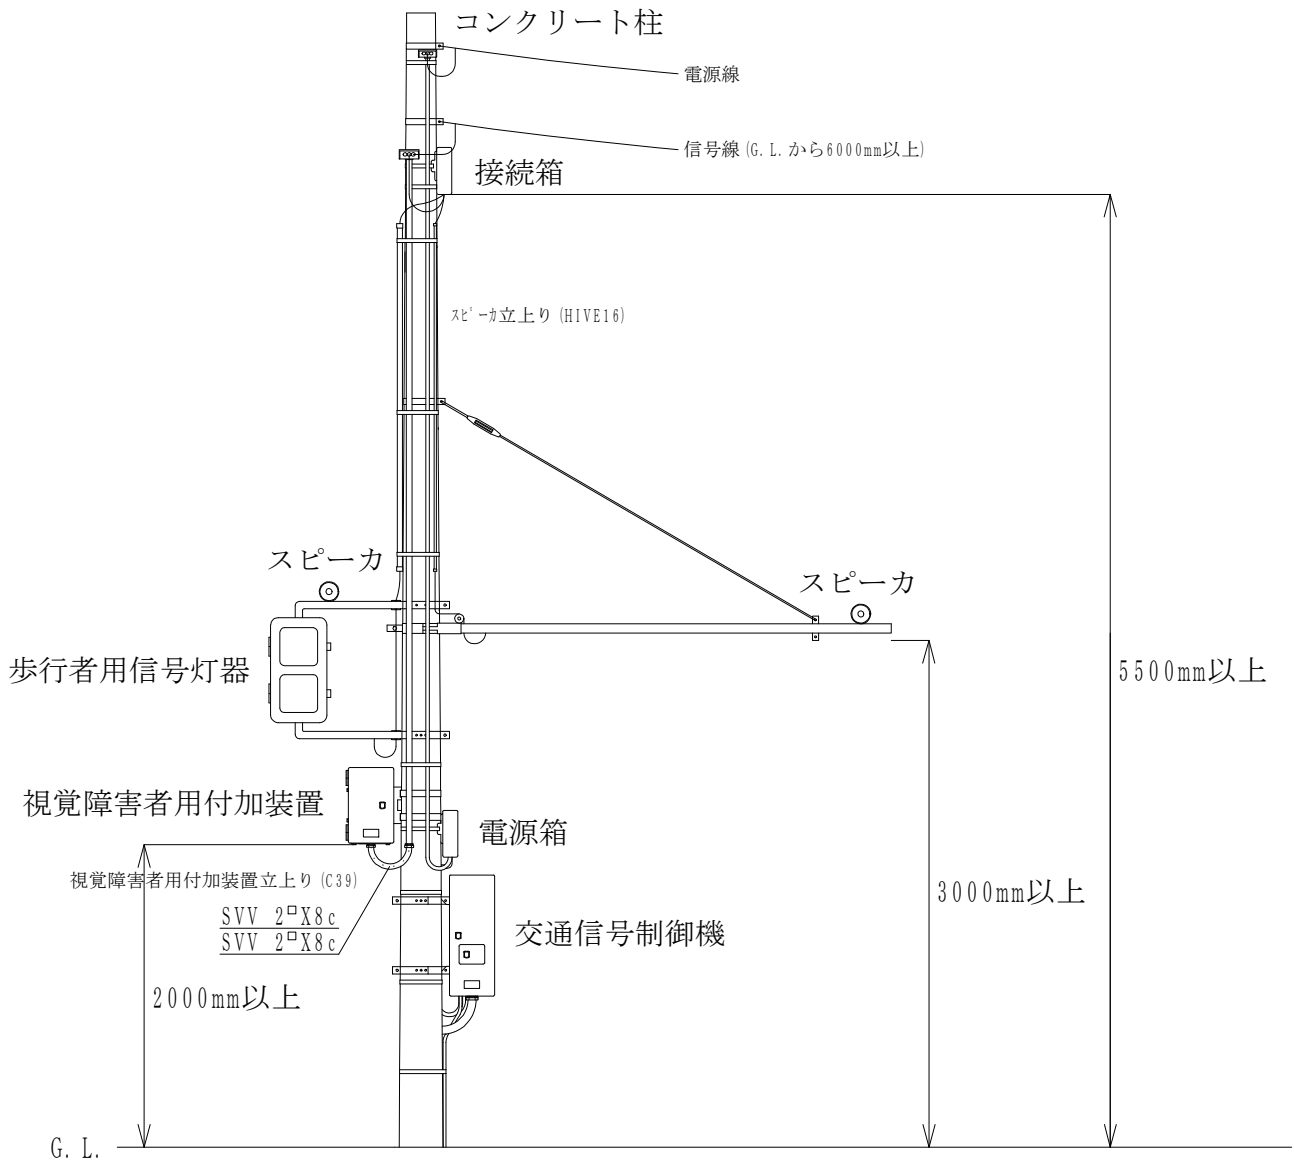 コンクリート柱
電源線
信号線(G.L.から6000mm以上)
接続箱
スピーカ立上り(HIVE16)
スピーカ
スピーカ
歩行者用信号灯器
5500mm以上
視覚障害者用付加装置
電源箱
視覚障害者用付加装置立上り(C39)
3000mm以上
SVV 2□X8c
SVV 2□X8c
交通信号制御機
2000mm以上
G.L.